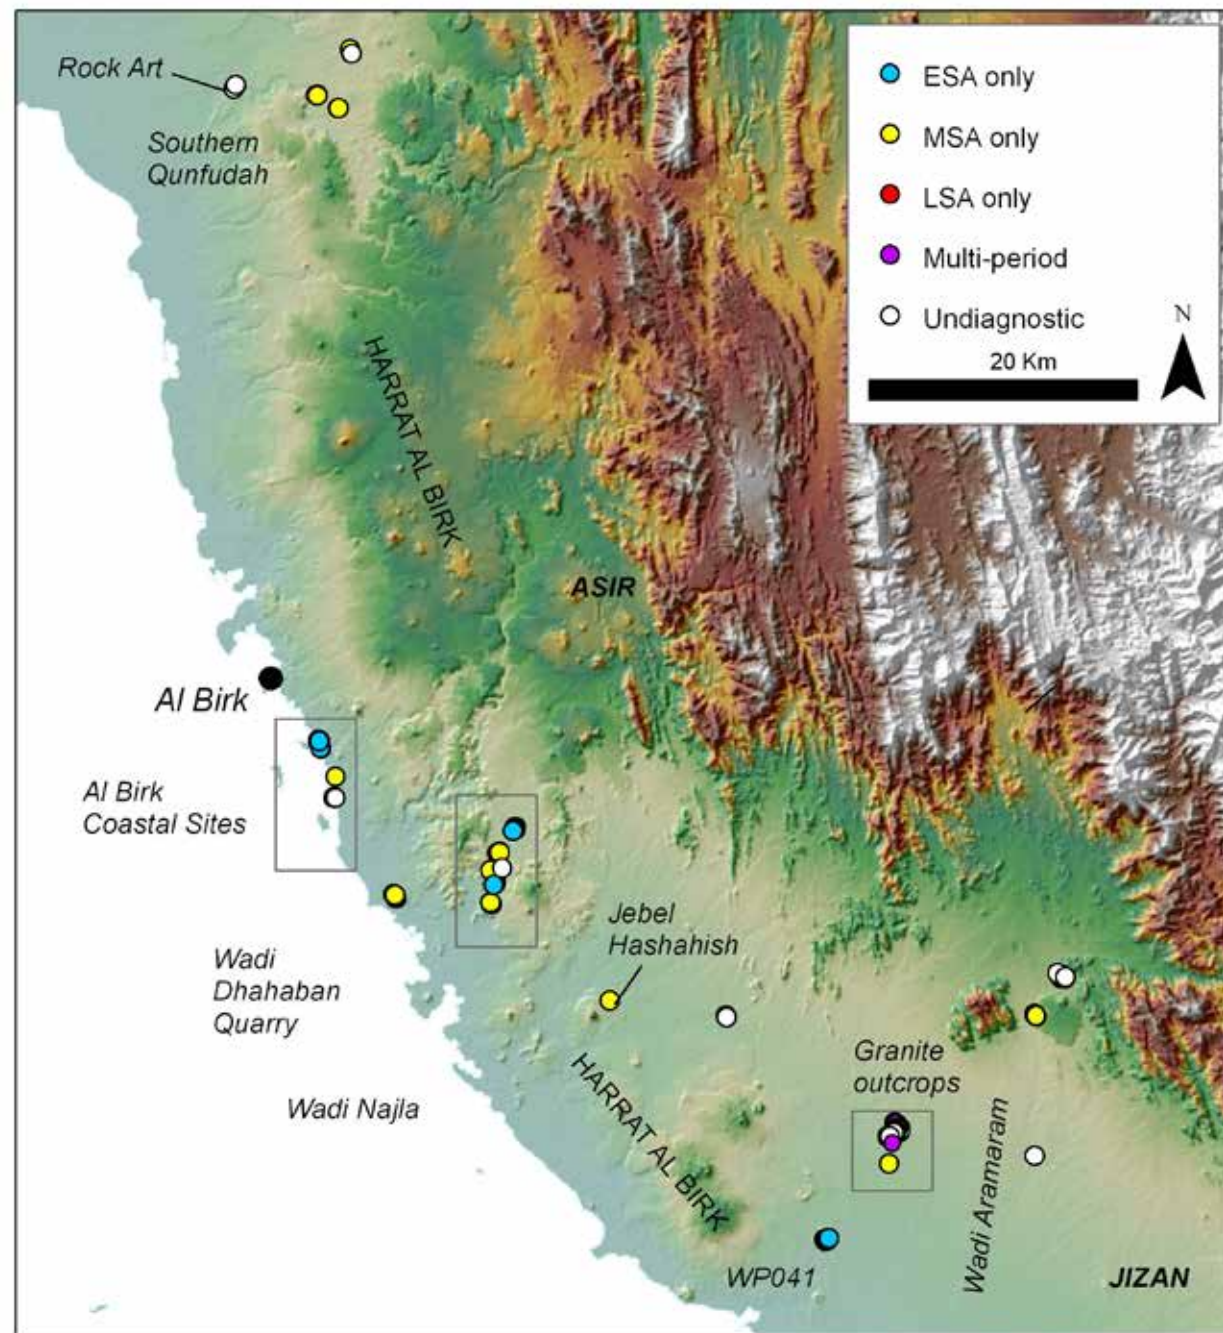 Rock Art
Southern
Qunfudah
ESA only
MSA only
LSA only
Multi-period
Undiagnostic
N
20 Km
HARRAT AL BIRK
ASIR
Al Birk
Al Birk
Coastal Sites
Jebel
Hashahish
Wadi
Dhahaban
Quarry
Granite
outcrops
Wadi Najla
HARRAT AL BIRK
Wadi Aramaram
WP041
JIZAN